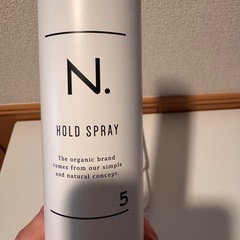 N.
HOLD SPRAY
The organic brand
comes from our simple
and natural concept.
5